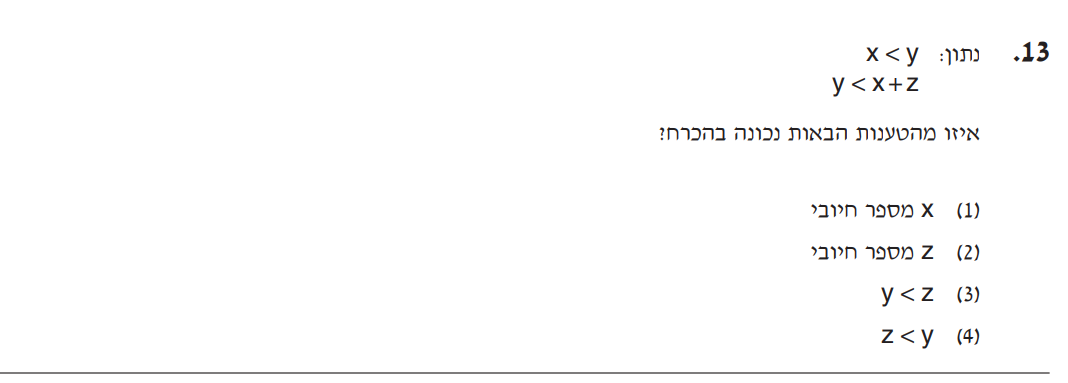 13. נתון: x < y
y < x + z
איזו מהטענות הבאות נכונה בהכרח?
(1) x מספר חיובי
(2) z מספר חיובי
(3) y < z
(4) z < y